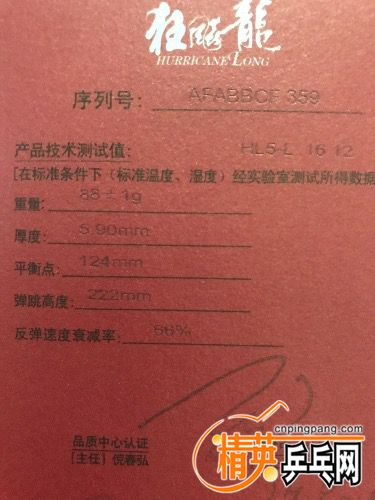 狂飚龍
HURRICANE LONG
序列号: AFABBCF 359
产品技术测试值: HL5-L 16 12
[在标准条件下（标准温度、湿度）经实验室测试所得数据
重量: 88±1g
厚度: 5.90mm
平衡点: 124mm
弹跳高度: 222mm
反弹速度衰减率: 66%
品质中心认证
[主任] 倪春弘
cnpingpang.com
精英乒乓网